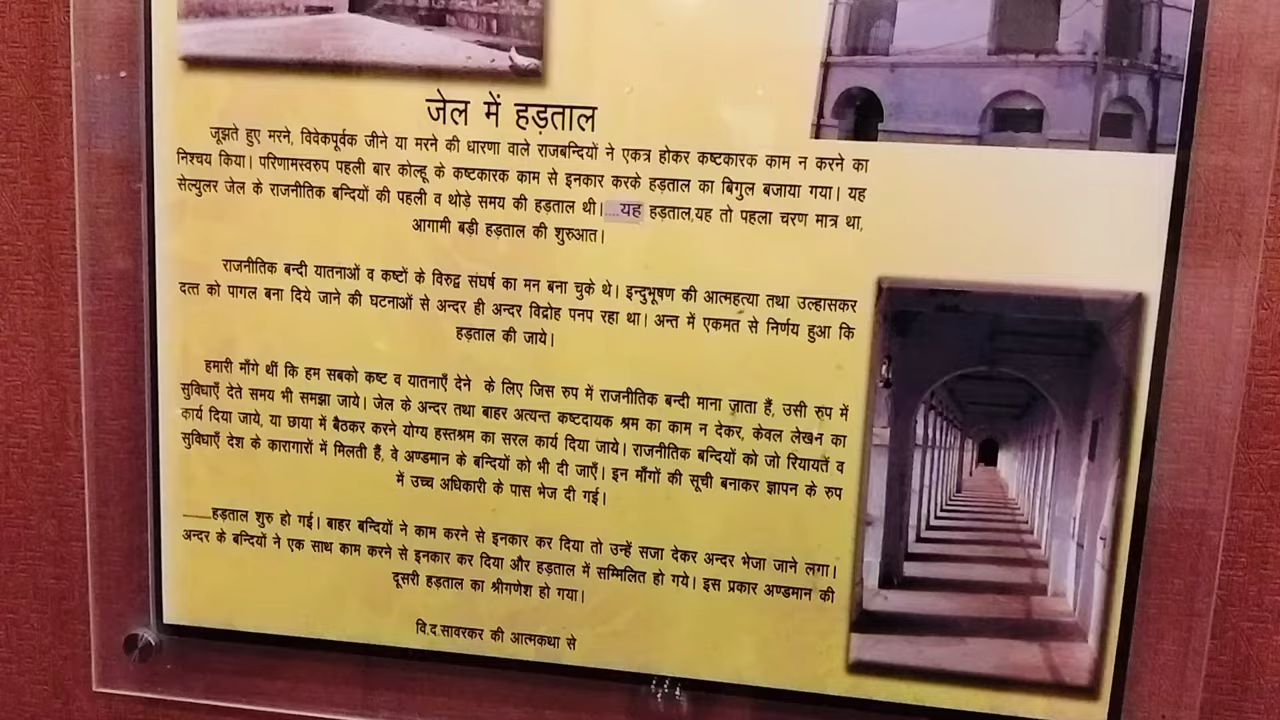 जेल में हड़ताल
जूझते हुए मरने, विवेकपूर्वक जीने या मरने की धारणा वाले राजबन्दियों ने एकत्र होकर कष्टकारक काम न करने का
निश्चय किया। परिणामस्वरुप पहली बार कोल्हू के कष्टकारक काम से इनकार करके हड़ताल का बिगुल बजाया गया। यह
सेल्युलर जेल के राजनीतिक बन्दियों की पहली व थोड़े समय की हड़ताल थी।....यह हड़ताल,यह तो पहला चरण मात्र था,
आगामी बड़ी हड़ताल की शुरुआत।
राजनीतिक बन्दी यातनाओं व कष्टों के विरुद्व संघर्ष का मन बना चुके थे। इन्दुभूषण की आत्महत्या तथा उल्हासकर
दत्त को पागल बना दिये जाने की घटनाओं से अन्दर ही अन्दर विद्रोह पनप रहा था। अन्त में एकमत से निर्णय हुआ कि
हड़ताल की जाये।
हमारी माँगे थीं कि हम सबको कष्ट व यातनाएँ देने के लिए जिस रुप में राजनीतिक बन्दी माना जाता हैं, उसी रुप में
सुविधाएँ देते समय भी समझा जाये। जेल के अन्दर तथा बाहर अत्यन्त कष्टदायक श्रम का काम न देकर, केवल लेखन का
कार्य दिया जाये, या छाया में बैठकर करने योग्य हस्तश्रम का सरल कार्य दिया जाये। राजनीतिक बन्दियों को जो रियायतें व
सुविधाएँ देश के कारागारों में मिलती हैं, वे अण्डमान के बन्दियों को भी दी जाएँ। इन माँगों की सूची बनाकर ज्ञापन के रुप
में उच्च अधिकारी के पास भेज दी गई।
____हड़ताल शुरु हो गई। बाहर बन्दियों ने काम करने से इनकार कर दिया तो उन्हें सजा देकर अन्दर भेजा जाने लगा।
अन्दर के बन्दियों ने एक साथ काम करने से इनकार कर दिया और हड़ताल में सम्मिलित हो गये। इस प्रकार अण्डमान की
दूसरी हड़ताल का श्रीगणेश हो गया।
वि.द.सावरकर की आत्मकथा से